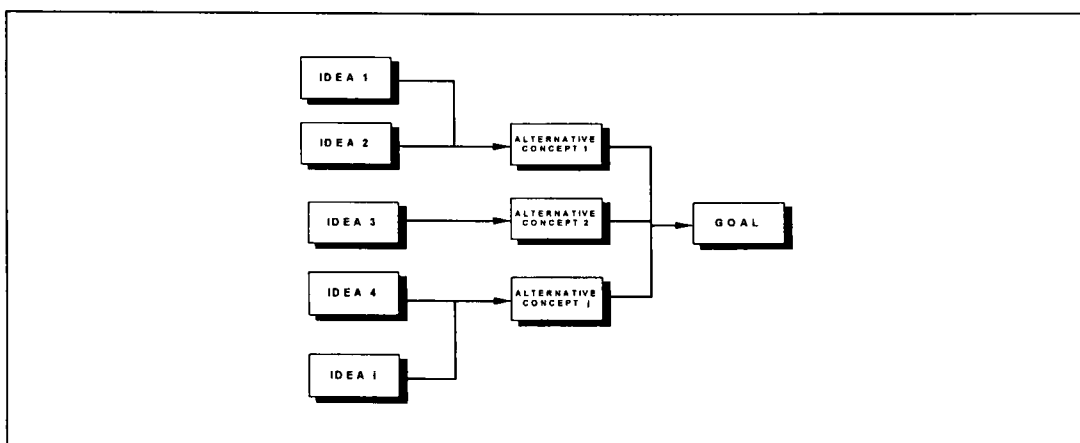 IDEA 1
IDEA 2
ALTERNATIVE
CONCEPT 1
IDEA 3
ALTERNATIVE
CONCEPT 2
GOAL
IDEA 4
ALTERNATIVE
CONCEPT j
IDEA i